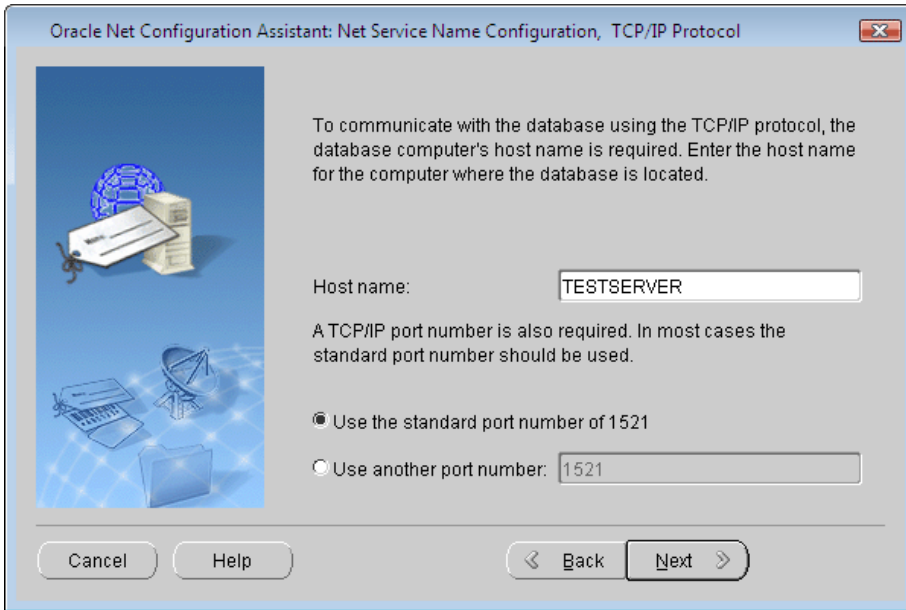 Oracle Net Configuration Assistant: Net Service Name Configuration, TCP/IP Protocol
To communicate with the database using the TCP/IP protocol, the
database computer's host name is required. Enter the host name
for the computer where the database is located.
Host name: TESTSERVER
A TCP/IP port number is also required. In most cases the
standard port number should be used.
Use the standard port number of 1521
Use another port number: 1521
Cancel Help Back Next